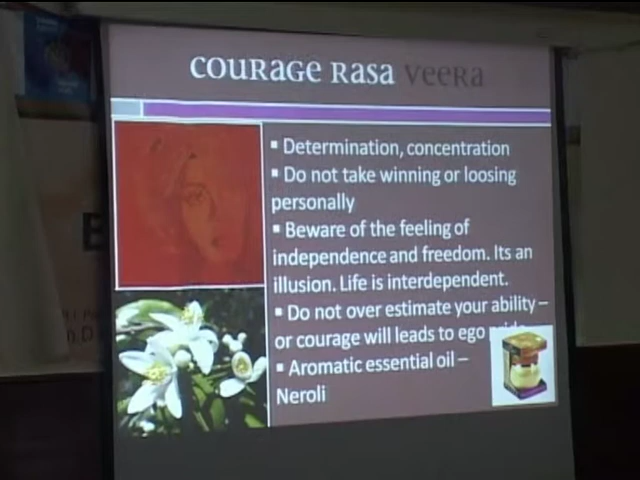 COURAGE RASA VEERA
▪ Determination, concentration
▪ Do not take winning or loosing
personally
▪ Beware of the feeling of
independence and freedom. Its an
illusion. Life is interdependent.
▪ Do not over estimate your ability –
or courage will leads to ego
▪ Aromatic essential oil –
Neroli